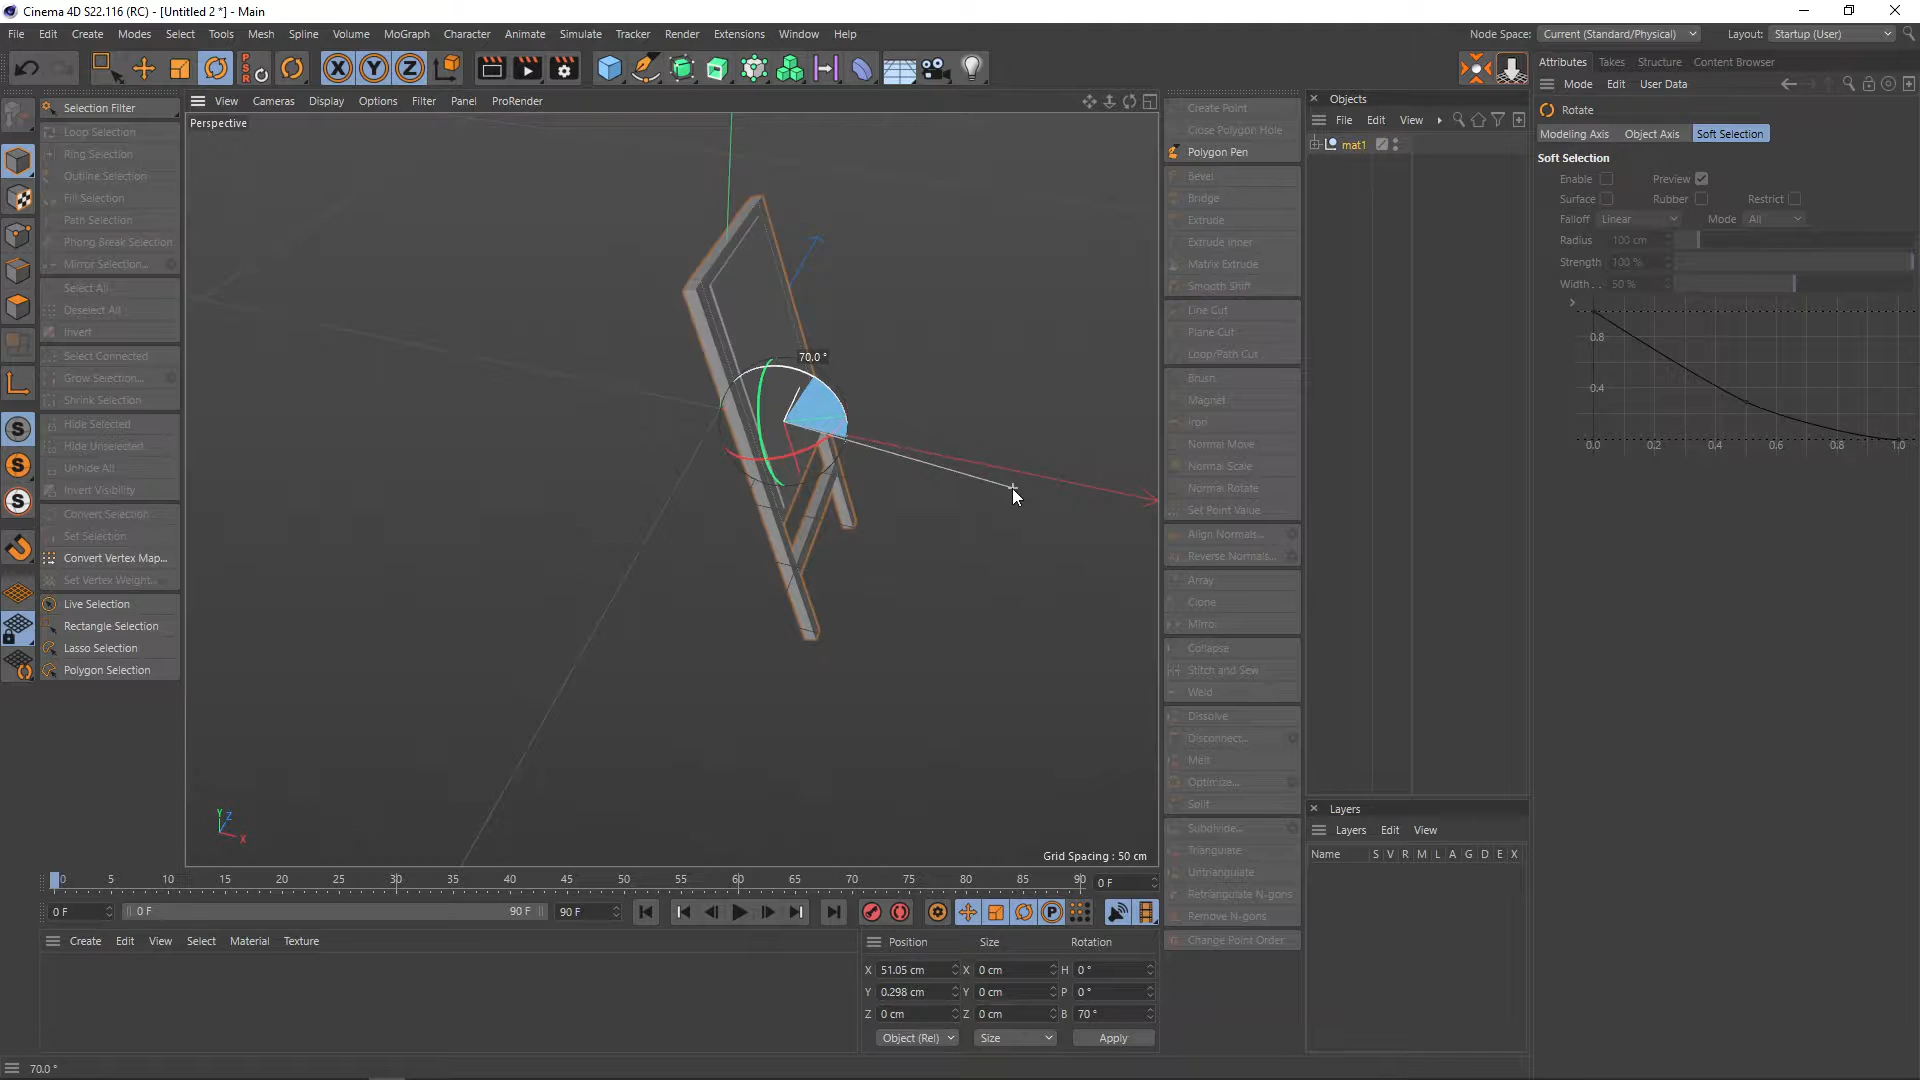 Cinema 4D S22.116 (RC) - [Untitled 2 *] - Main
File Edit Create Modes Select Tools Mesh Spline Volume MoGraph Character Animate Simulate Tracker Render Extensions Window Help
Node Space: Current (Standard/Physical) Layout: Startup (User)
X Y Z
PSR
Selection Filter
Loop Selection
Ring Selection
Outline Selection
Fill Selection
Path Selection
Phong Break Selection
Mirror Selection...
Select All
Deselect All
Invert
Select Connected
Grow Selection...
Shrink Selection
Hide Selected
Hide Unselected
Unhide All
Invert Visibility
Convert Selection...
Set Selection
Convert Vertex Map...
Set Vertex Weight...
Live Selection
Rectangle Selection
Lasso Selection
Polygon Selection
View Cameras Display Options Filter Panel ProRender
Perspective
70.0 °
Y Z X
Grid Spacing : 50 cm
Create Point
Close Polygon Hole
Polygon Pen
Bevel
Bridge
Extrude
Extrude Inner
Matrix Extrude
Smooth Shift
Line Cut
Plane Cut
Loop/Path Cut
Brush
Magnet
Iron
Normal Move
Normal Scale
Normal Rotate
Set Point Value
Align Normals...
Reverse Normals...
Array
Clone
Mirror
Collapse
Stitch and Sew
Weld
Dissolve
Disconnect...
Melt
Optimize...
Split
Subdivide...
Triangulate
Untriangulate
Retriangulate N-gons
Remove N-gons
Change Point Order
Objects
File Edit View
mat1
Layers
Layers Edit View
Name S V R M L A G D E X
Attributes Takes Structure Content Browser
Mode Edit User Data
Rotate
Modeling Axis Object Axis Soft Selection
Soft Selection
Enable Preview
Surface Rubber Restrict
Falloff Linear Mode All
Radius 100 cm
Strength 100 %
Width . . 50 %
0.8
0.4
0.0 0.2 0.4 0.6 0.8 1.0
0 5 10 15 20 25 30 35 40 45 50 55 60 65 70 75 80 85 90 0 F
0 F 0 F 90 F 90 F
P
Create Edit View Select Material Texture
Position Size Rotation
X 51.05 cm X 0 cm H 0 °
Y 0.298 cm Y 0 cm P 0 °
Z 0 cm Z 0 cm B 70 °
Object (Rel) Size Apply
70.0 °